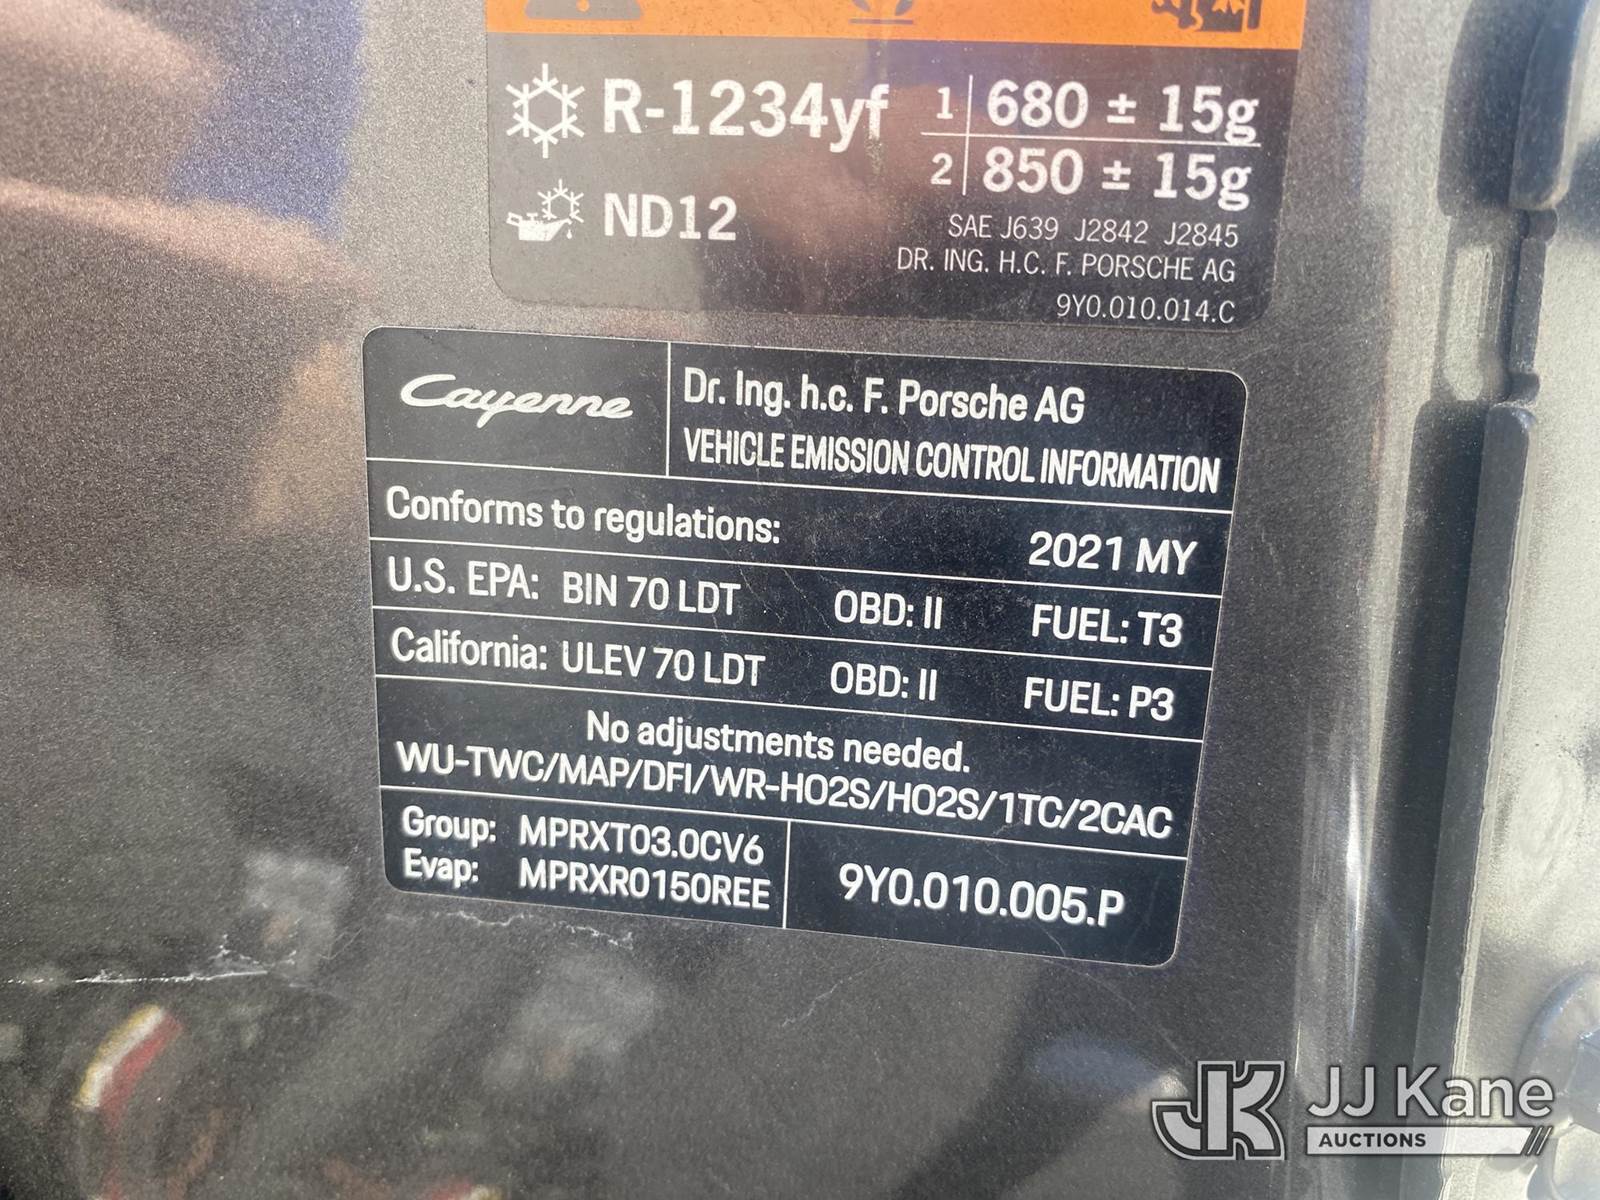 R-1234yf 1 680 ± 15g
2 850 ± 15g
ND12
SAE J639 J2842 J2845
DR. ING. H.C. F. PORSCHE AG
9Y0.010.014.C
Cayenne
Dr. Ing. h.c. F. Porsche AG
VEHICLE EMISSION CONTROL INFORMATION
Conforms to regulations: 2021 MY
U.S. EPA: BIN 70 LDT OBD: II FUEL: T3
California: ULEV 70 LDT OBD: II FUEL: P3
No adjustments needed.
WU-TWC/MAP/DFI/WR-HO2S/HO2S/1TC/2CAC
Group: MPRXT03.0CV6
Evap: MPRXR0150REE
9Y0.010.005.P
JK JJ Kane
AUCTIONS